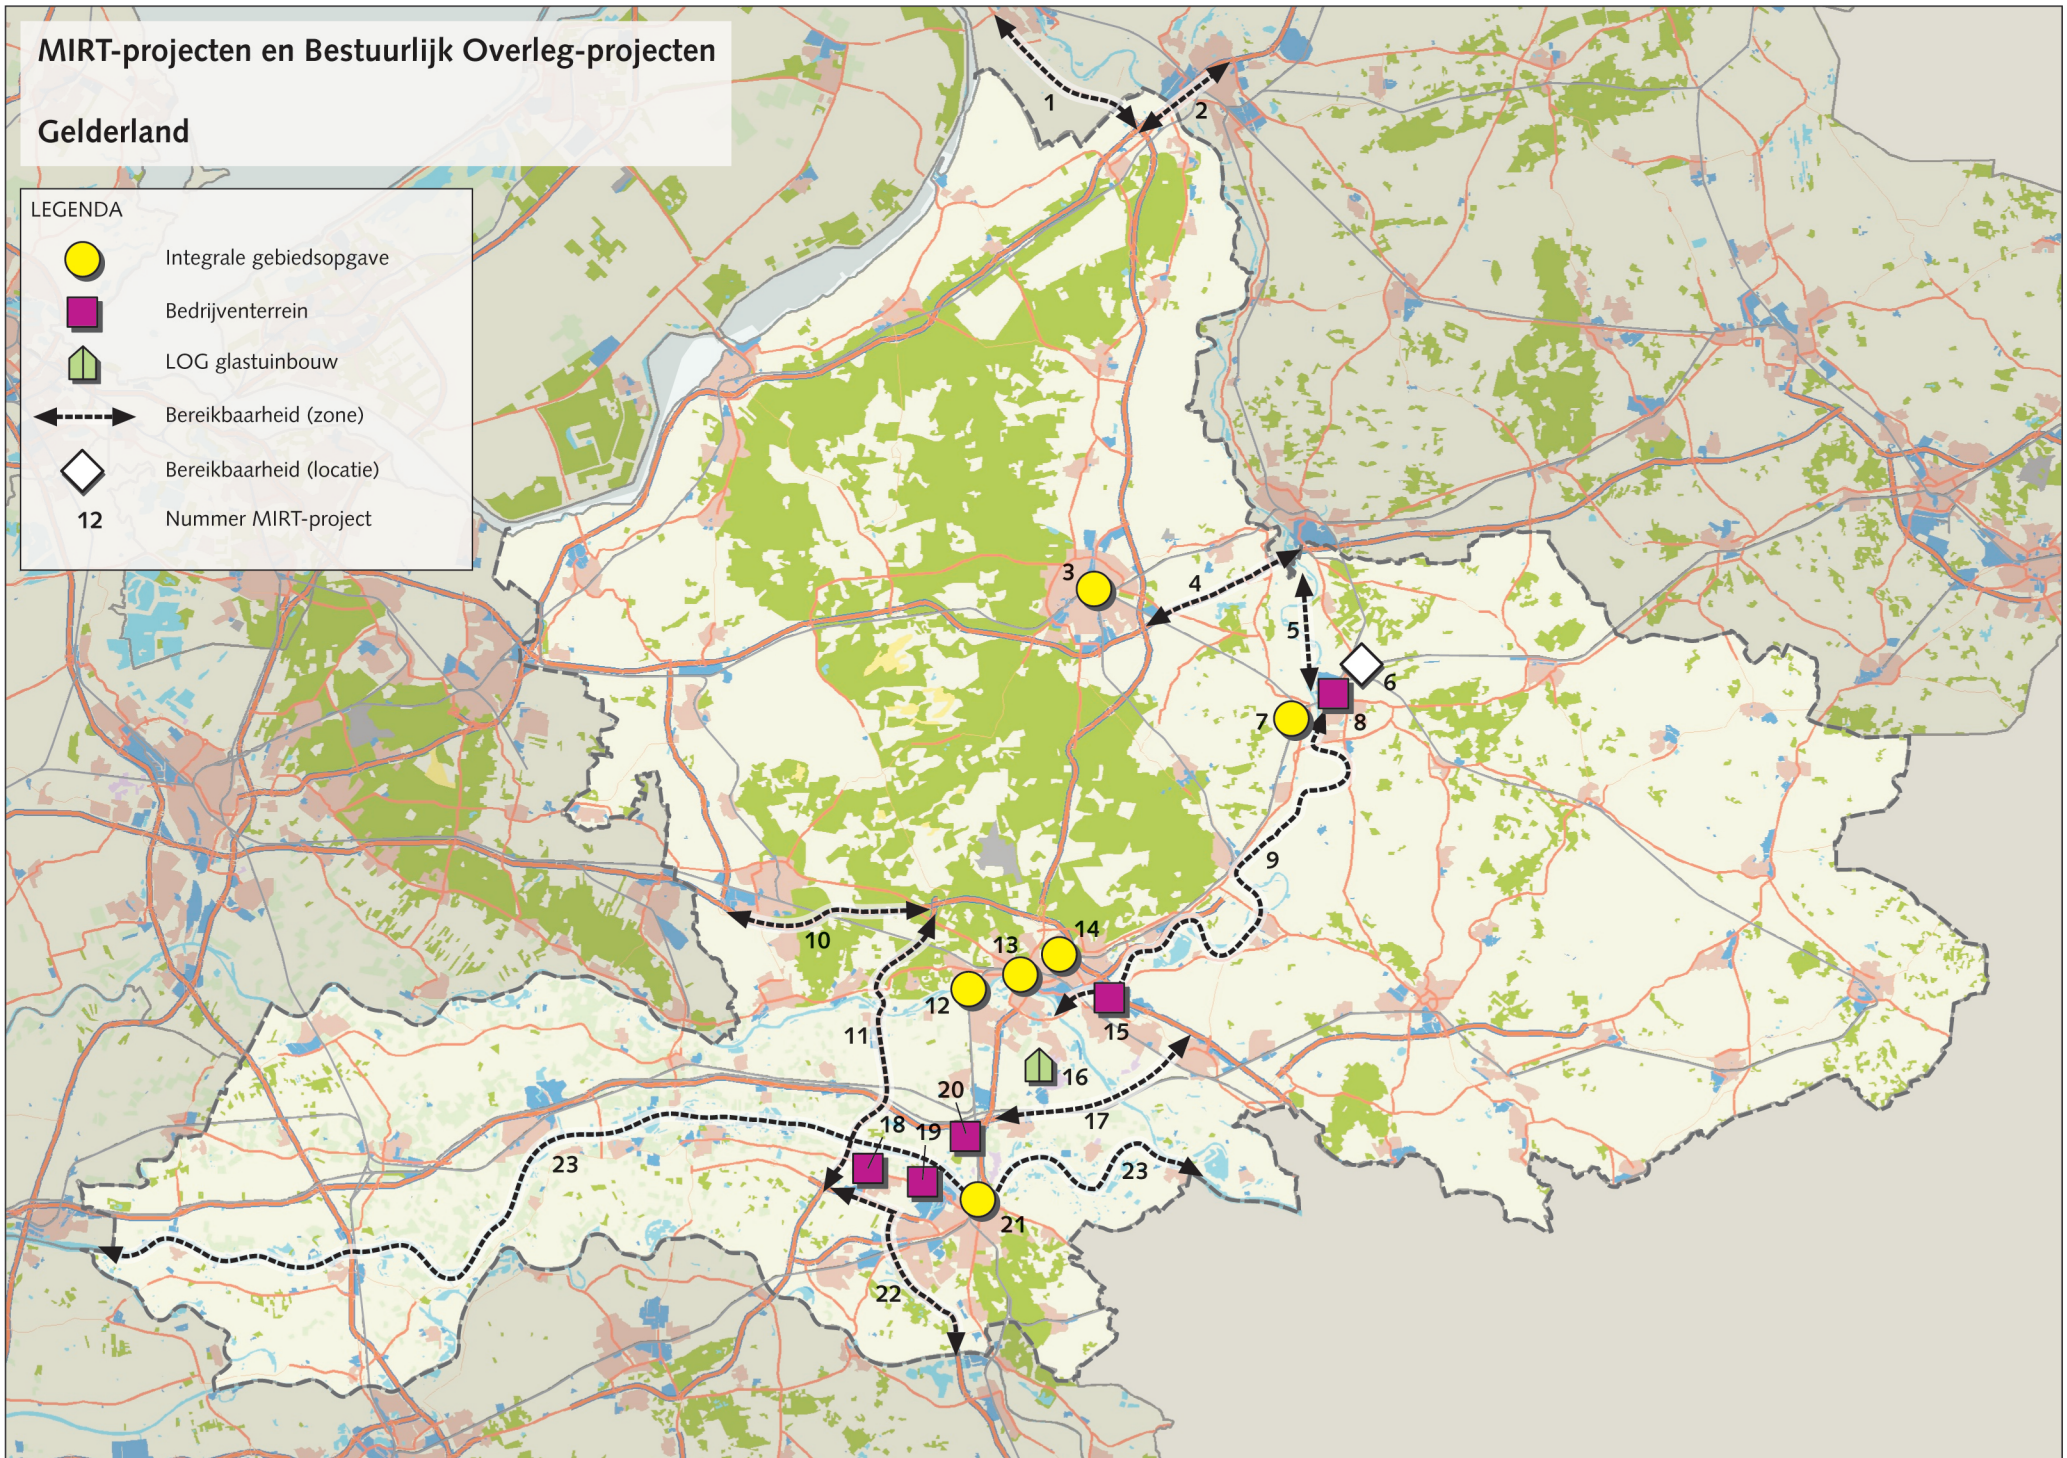 MIRT-projecten en Bestuurlijk Overleg-projecten
Gelderland
LEGENDA
Integrale gebiedsopgave
Bedrijventerrein
LOG glastuinbouw
Bereikbaarheid (zone)
Bereikbaarheid (locatie)
12 Nummer MIRT-project
1
2
3
4
5
6
7
8
9
10
11
12
13
14
15
16
17
18
19
20
21
22
23
23